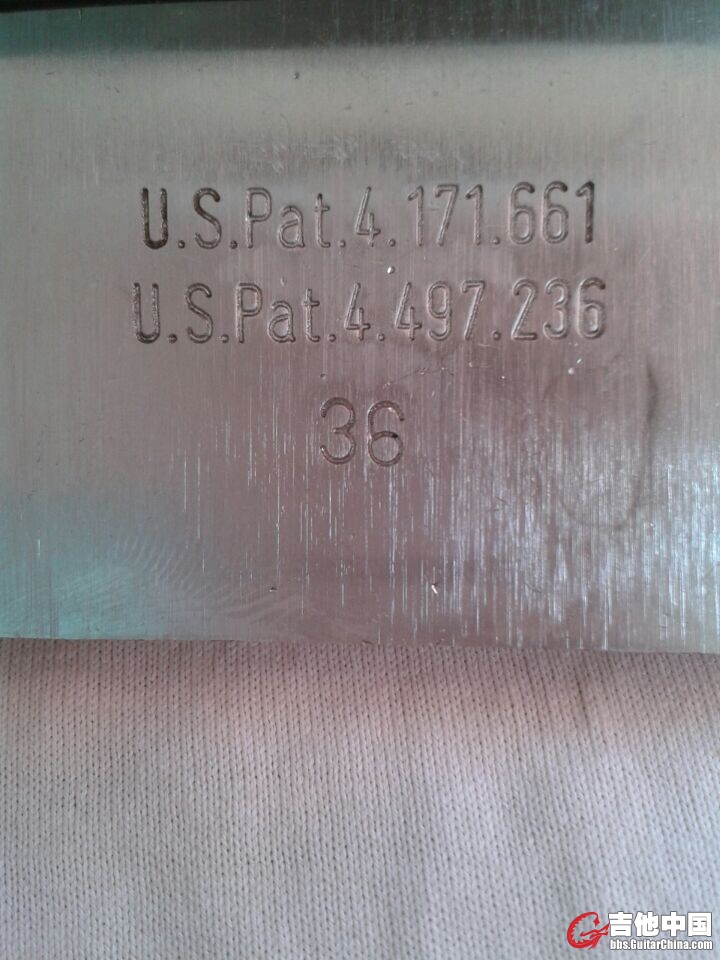 U.S.Pat.4.171.661
U.S.Pat.4.497.236
36
吉他中国
bbs.GuitarChina.com